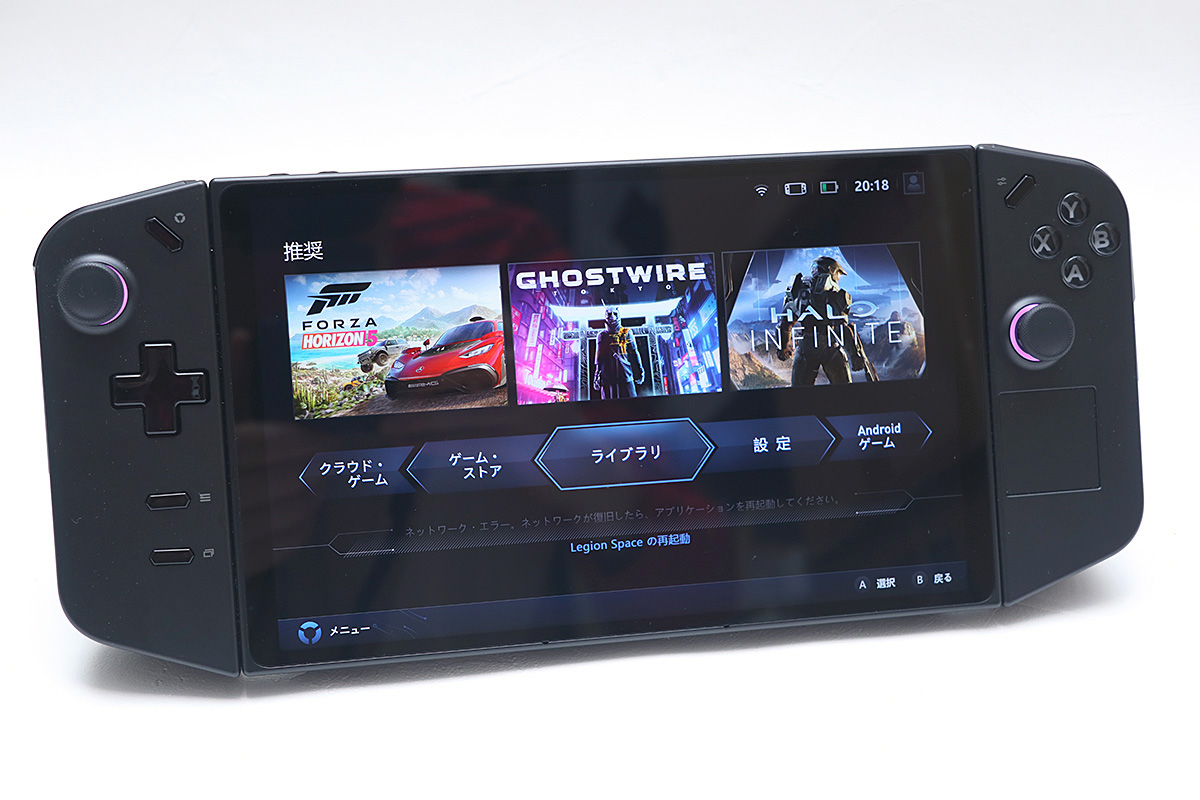 20:18
推奨
FORZA
HORIZON 5
GHOSTWIRE
TOKYO
HALO
INFINITE
クラウド・
ゲーム
ゲーム・
ストア
ライブラリ
設定
Android
ゲーム
ネットワーク・エラー。ネットワークが復旧したら、アプリケーションを再起動してください。
Legion Space の再起動
A 選択
B 戻る
メニュー
Y
X
B
A